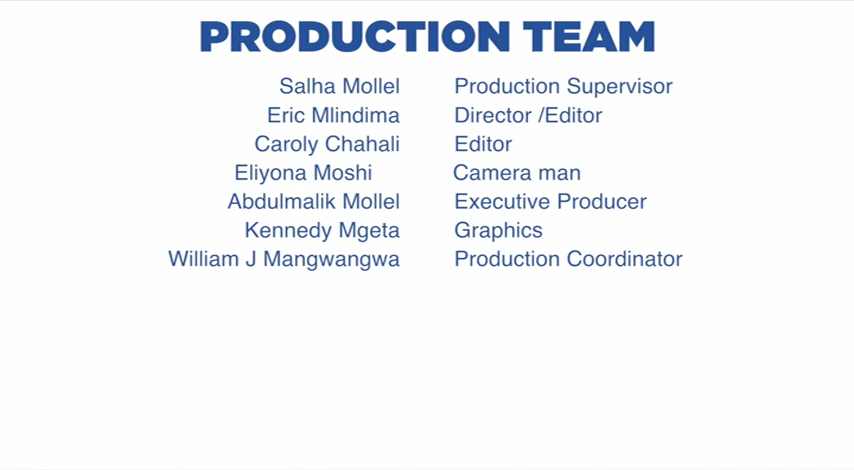 PRODUCTION TEAM
Salha Mollel Production Supervisor
Eric Mlindima Director /Editor
Caroly Chahali Editor
Eliyona Moshi Camera man
Abdulmalik Mollel Executive Producer
Kennedy Mgeta Graphics
William J Mangwangwa Production Coordinator